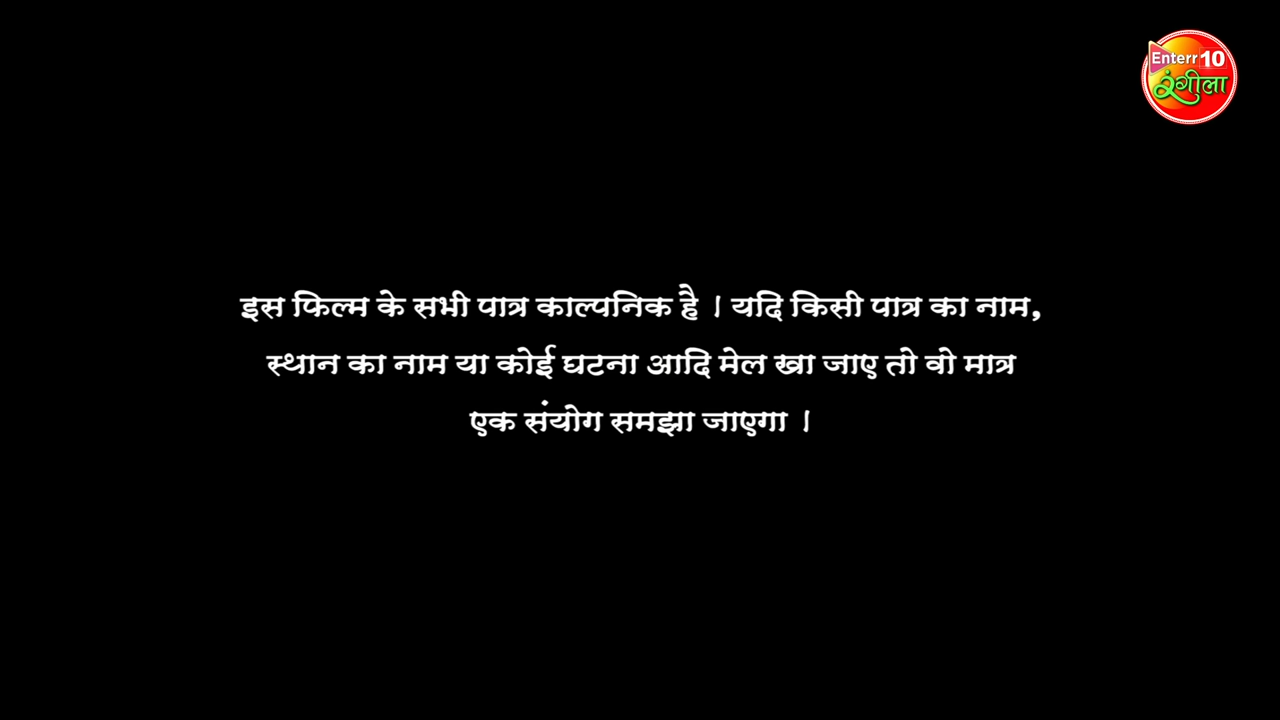 Enterr 10
रंगीला
इस फिल्म के सभी पात्र काल्पनिक है । यदि किसी पात्र का नाम,
स्थान का नाम या कोई घटना आदि मेल खा जाए तो वो मात्र
एक संयोग समझा जाएगा ।